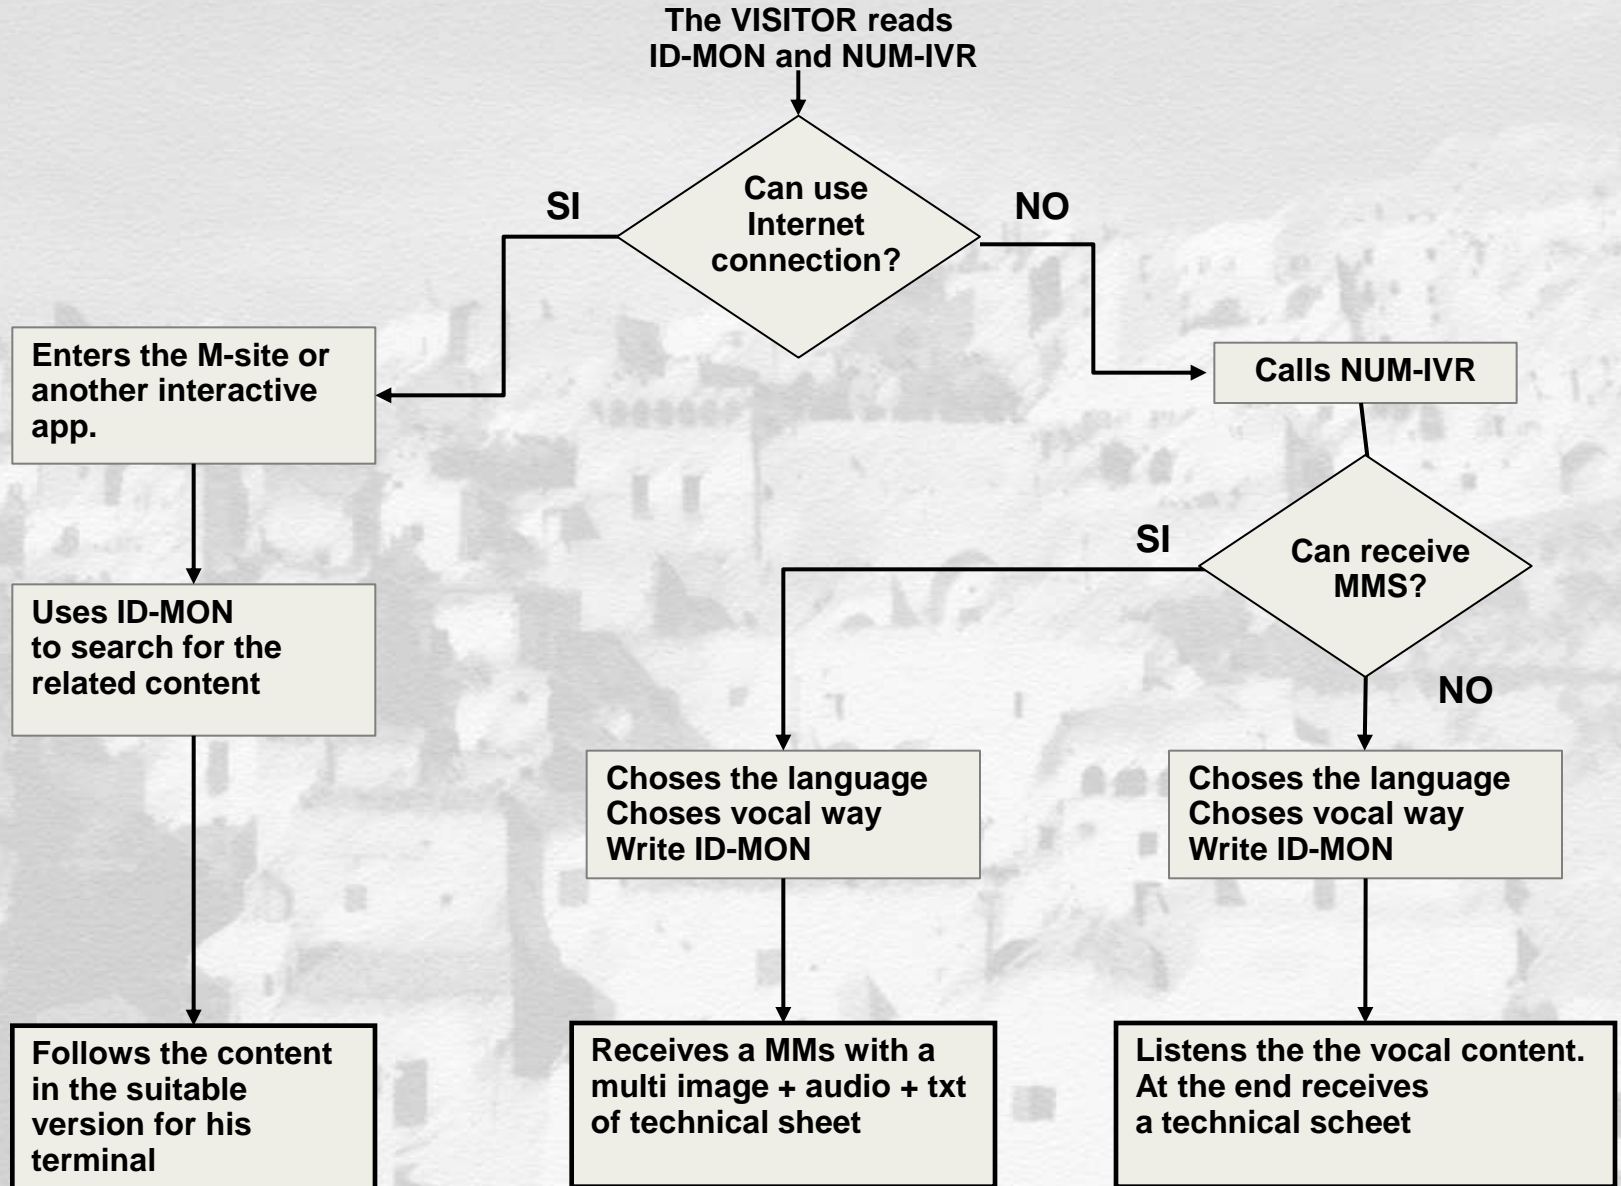 The VISITOR reads
ID-MON and NUM-IVR
Can use
Internet
connection?
SI
NO
Enters the M-site or
another interactive
app.
Calls NUM-IVR
Can receive
MMS?
SI
NO
Uses ID-MON
to search for the
related content
Choses the language
Choses vocal way
Write ID-MON
Choses the language
Choses vocal way
Write ID-MON
Follows the content
in the suitable
version for his
terminal
Receives a MMs with a
multi image + audio + txt
of technical sheet
Listens the the vocal content.
At the end receives
a technical scheet